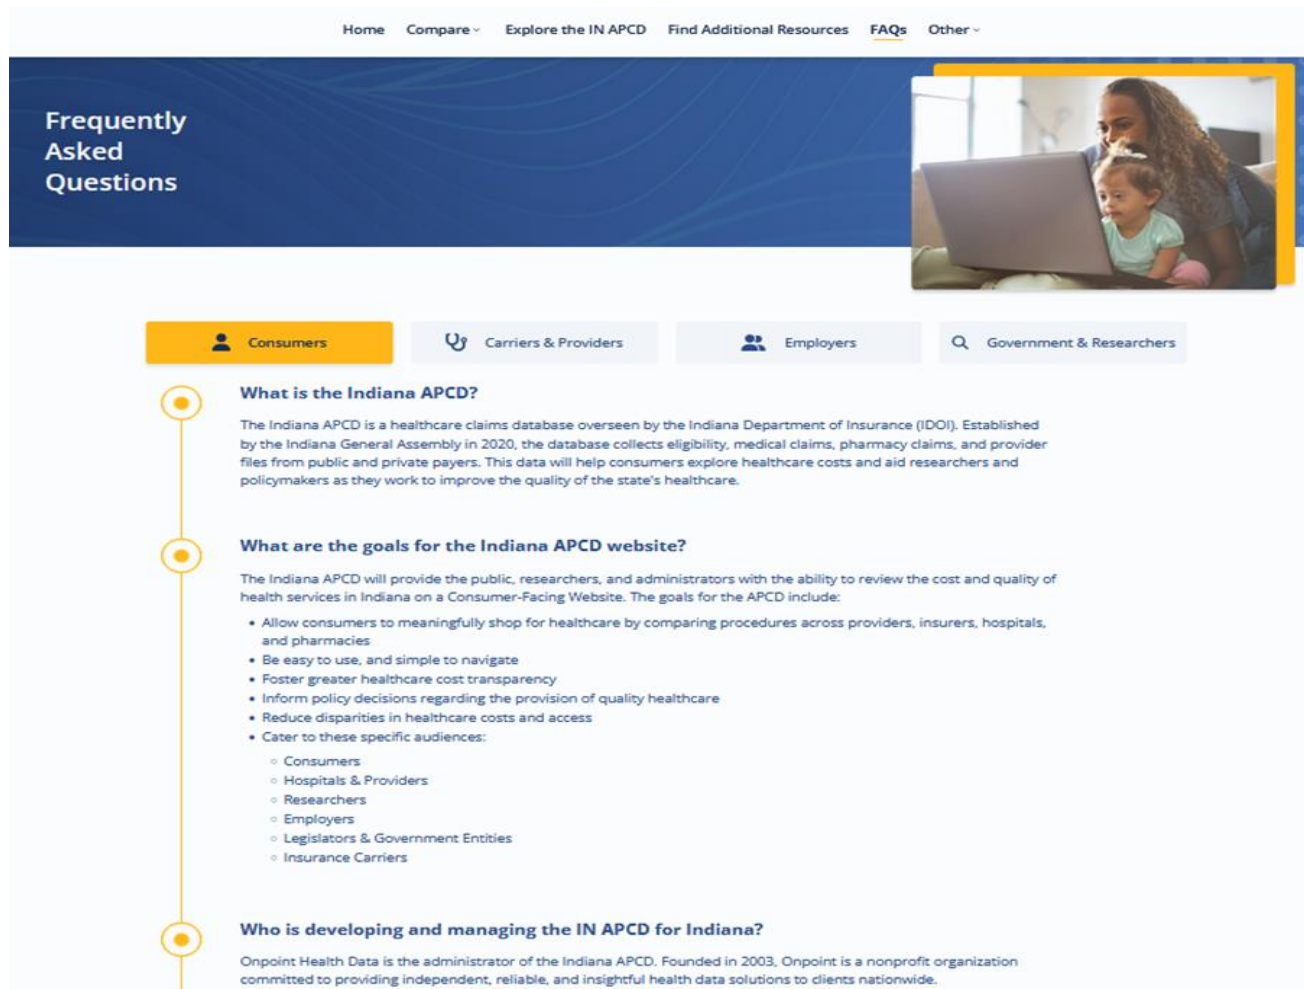 Home Compare Explore the IN APCD Find Additional Resources FAQs Other
Frequently
Asked
Questions
Consumers Carriers & Providers Employers Government & Researchers
What is the Indiana APCD?
The Indiana APCD is a healthcare claims database overseen by the Indiana Department of Insurance (IDOI). Established
by the Indiana General Assembly in 2020, the database collects eligibility, medical claims, pharmacy claims, and provider
files from public and private payers. This data will help consumers explore healthcare costs and aid researchers and
policymakers as they work to improve the quality of the state's healthcare.
What are the goals for the Indiana APCD website?
The Indiana APCD will provide the public, researchers, and administrators with the ability to review the cost and quality of
health services in Indiana on a Consumer-Facing Website. The goals for the APCD include:
• Allow consumers to meaningfully shop for healthcare by comparing procedures across providers, insurers, hospitals,
and pharmacies
• Be easy to use, and simple to navigate
• Foster greater healthcare cost transparency
• Inform policy decisions regarding the provision of quality healthcare
• Reduce disparities in healthcare costs and access
• Cater to these specific audiences:
◦ Consumers
◦ Hospitals & Providers
◦ Researchers
◦ Employers
◦ Legislators & Government Entities
◦ Insurance Carriers
Who is developing and managing the IN APCD for Indiana?
Onpoint Health Data is the administrator of the Indiana APCD. Founded in 2003, Onpoint is a nonprofit organization
committed to providing independent, reliable, and insightful health data solutions to clients nationwide.